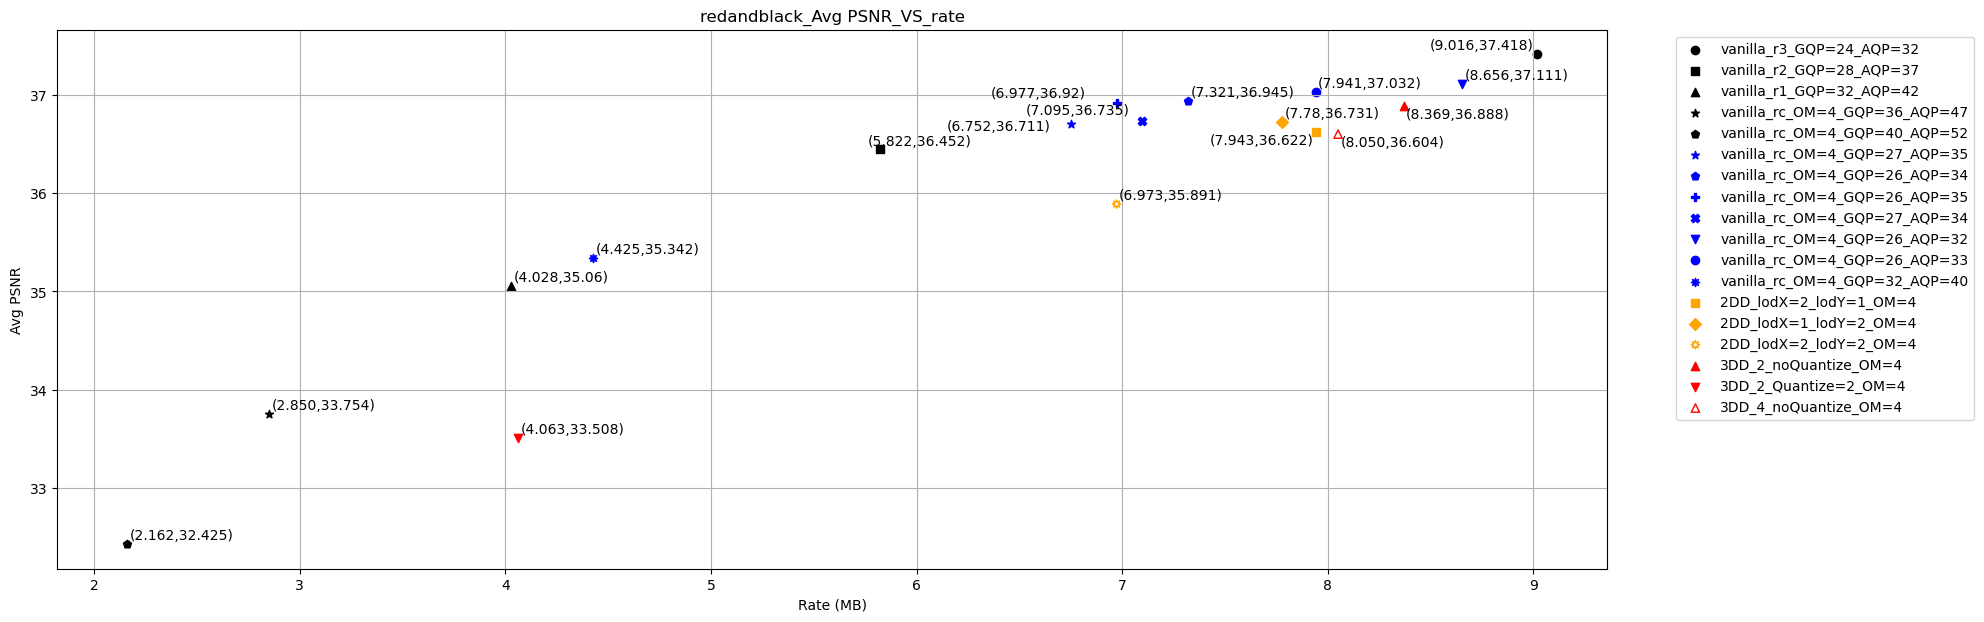 redandblack_Avg PSNR_VS_rate
(9.016,37.418)
(8.656,37.111)
(7.941,37.032)
(6.977,36.92)
(7.321,36.945)
(7.095,36.735)
(7.78,36.731)
(8.369,36.888)
(6.752,36.711)
(5.822,36.452)
(7.943,36.622)
(8.050,36.604)
(6.973,35.891)
(4.425,35.342)
(4.028,35.06)
(2.850,33.754)
(4.063,33.508)
(2.162,32.425)
37
36
35
34
33
Avg PSNR
2 3 4 5 6 7 8 9
Rate (MB)
vanilla_r3_GQP=24_AQP=32
vanilla_r2_GQP=28_AQP=37
vanilla_r1_GQP=32_AQP=42
vanilla_rc_OM=4_GQP=36_AQP=47
vanilla_rc_OM=4_GQP=40_AQP=52
vanilla_rc_OM=4_GQP=27_AQP=35
vanilla_rc_OM=4_GQP=26_AQP=34
vanilla_rc_OM=4_GQP=26_AQP=35
vanilla_rc_OM=4_GQP=27_AQP=34
vanilla_rc_OM=4_GQP=26_AQP=32
vanilla_rc_OM=4_GQP=26_AQP=33
vanilla_rc_OM=4_GQP=32_AQP=40
2DD_lodX=2_lodY=1_OM=4
2DD_lodX=1_lodY=2_OM=4
2DD_lodX=2_lodY=2_OM=4
3DD_2_noQuantize_OM=4
3DD_2_Quantize=2_OM=4
3DD_4_noQuantize_OM=4